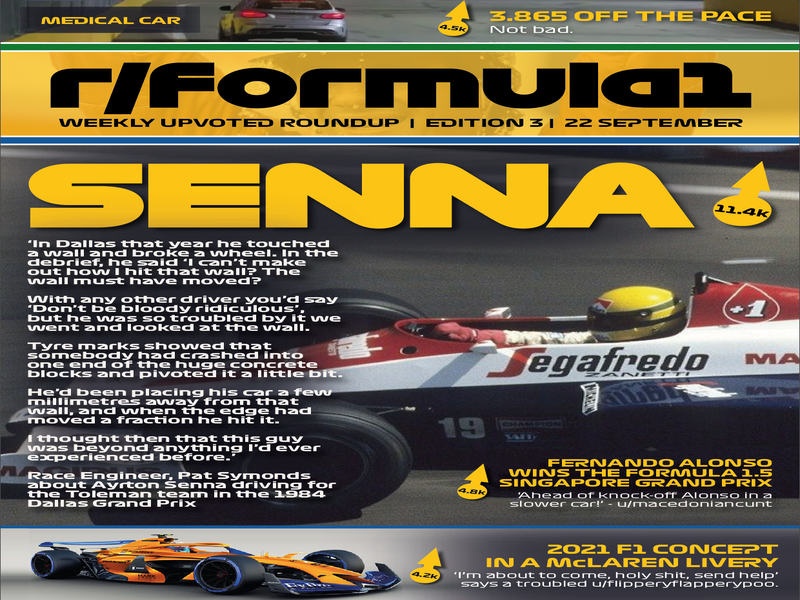 MEDICAL CAR
4.5k
3.865 OFF THE PACE
Not bad.
r/formula1
WEEKLY UPVOTED ROUNDUP | EDITION 3 | 22 SEPTEMBER
SENNA
11.4k
'In Dallas that year he touched
a wall and broke a wheel. In the
debrief, he said 'I can't make
out how I hit that wall? The
wall must have moved?
With any other driver you'd say
'Don't be bloody ridiculous',
but he was so troubled by it we
went and looked at the wall.
Tyre marks showed that
somebody had crashed into
one end of the huge concrete
blocks and pivoted it a little bit.
He'd been placing his car a few
millimetres away from that
wall, and when the edge had
moved a fraction he hit it.
I thought then that this guy
was beyond anything I'd ever
experienced before.'
Race Engineer, Pat Symonds
about Ayrton Senna driving for
the Toleman team in the 1984
Dallas Grand Prix
+1
Segafredo
ZANETTI
MA
19
CHAMPION
MAGIRUS
4.8k
FERNANDO ALONSO
WINS THE FORMULA 1.5
SINGAPORE GRAND PRIX
'Ahead of knock-off Alonso in a
slower car!' - u/macedoniancunt
4.2k
2021 F1 CONCEPT
IN A McLAREN LIVERY
'I'm about to come, holy shit, send help'
says a troubled u/flipperyflapperypoo.